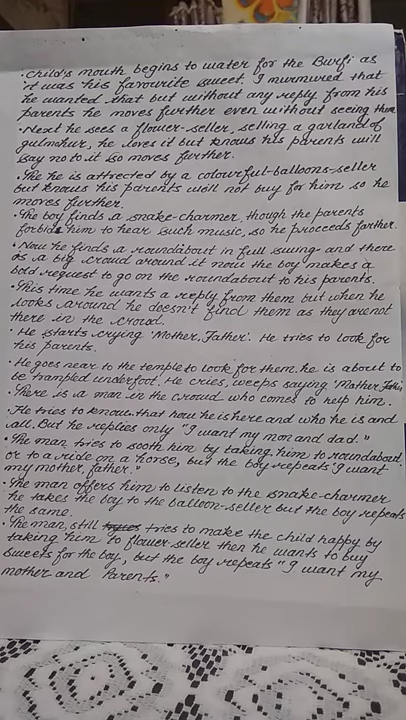 • Child's mouth begins to water for the Burfi as
it was his favourite sweet. I murmured that
he wanted that but without any reply from his
parents he moves further even without seeing them
• Next he sees a flower-seller, selling a garland of
gulmohur, he loves it but knows his parents will
say no to it so moves further.
• The he is attrected by a colourful-balloons-seller
but knows his parents will not buy for him so he
moves further.
• The boy finds a snake-charmer, though the parents
forbids him to hear such music, so he proceeds farther.
• Now he finds a roundabout in full swing and there
is a big crowd around it now the boy makes a
bold request to go on the roundabout to his parents.
• This time he wants a reply from them but when he
looks around he doesn't find them as they are not
there in the crowd.
• He starts crying 'Mother, Father'. He tries to look for
his parents.
• He goes near to the temple to look for them. he is about to
be trampled underfoot. He cries, weeps saying 'Mother
• There is a man in the crowd who comes to help him.
• He tries to know that how he is here and who he is and
all. But he replies only "I want my mon and dad."
• The man tries to sooth him by taking him to roundabout
or to a ride on a horse, but the boy repeats "I want
my mother, father."
• The man offers him to listen to the snake-charmer
he takes the boy to the balloon-seller but the boy repeats
the same.
• The man, still tries to make the child happy by
taking him to flower-seller then he wants to buy
sweets for the boy, but the boy repeats "I want my
mother and Parents."